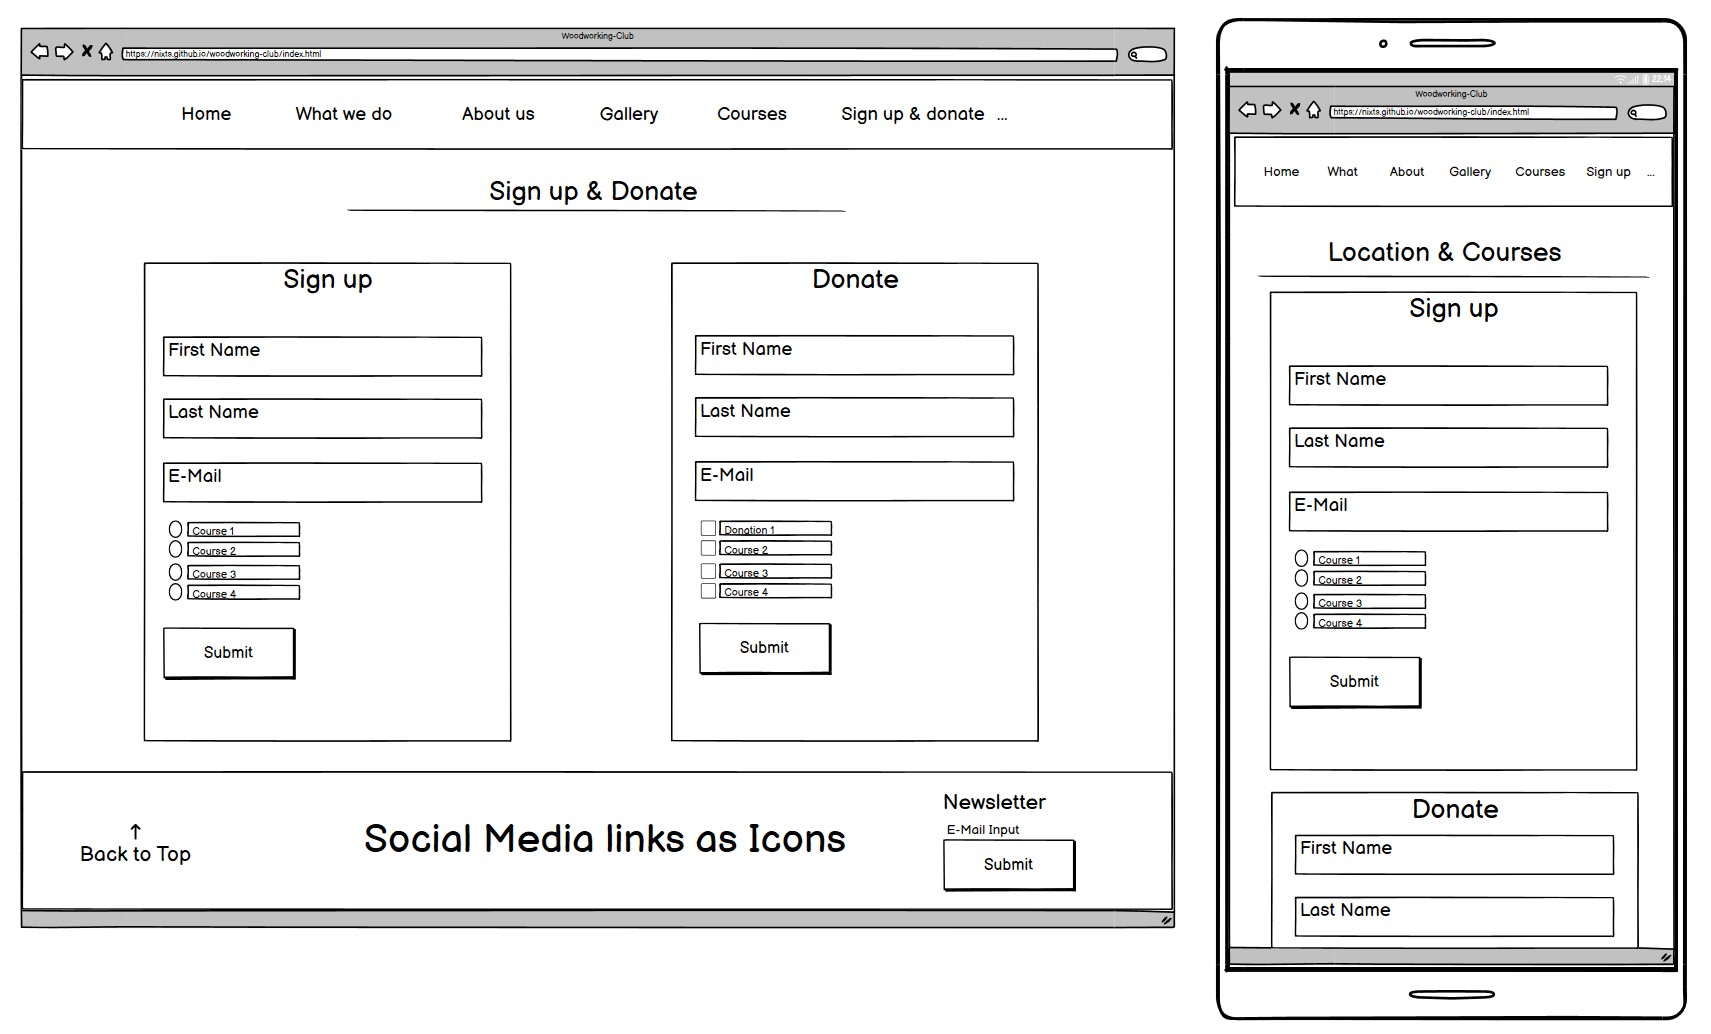 Woodworking-Club
https://nixts.github.io/woodworking-club/index.html
Home What we do About us Gallery Courses Sign up & donate ...
Sign up & Donate
Sign up
First Name
Last Name
E-Mail
Course 1
Course 2
Course 3
Course 4
Submit
Donate
First Name
Last Name
E-Mail
Donation 1
Course 2
Course 3
Course 4
Submit
↑
Back to Top
Social Media links as Icons
Newsletter
E-Mail Input
Submit
22:14
Woodworking-Club
https://nixts.github.io/woodworking-club/index.html
Home What About Gallery Courses Sign up ...
Location & Courses
Sign up
First Name
Last Name
E-Mail
Course 1
Course 2
Course 3
Course 4
Submit
Donate
First Name
Last Name